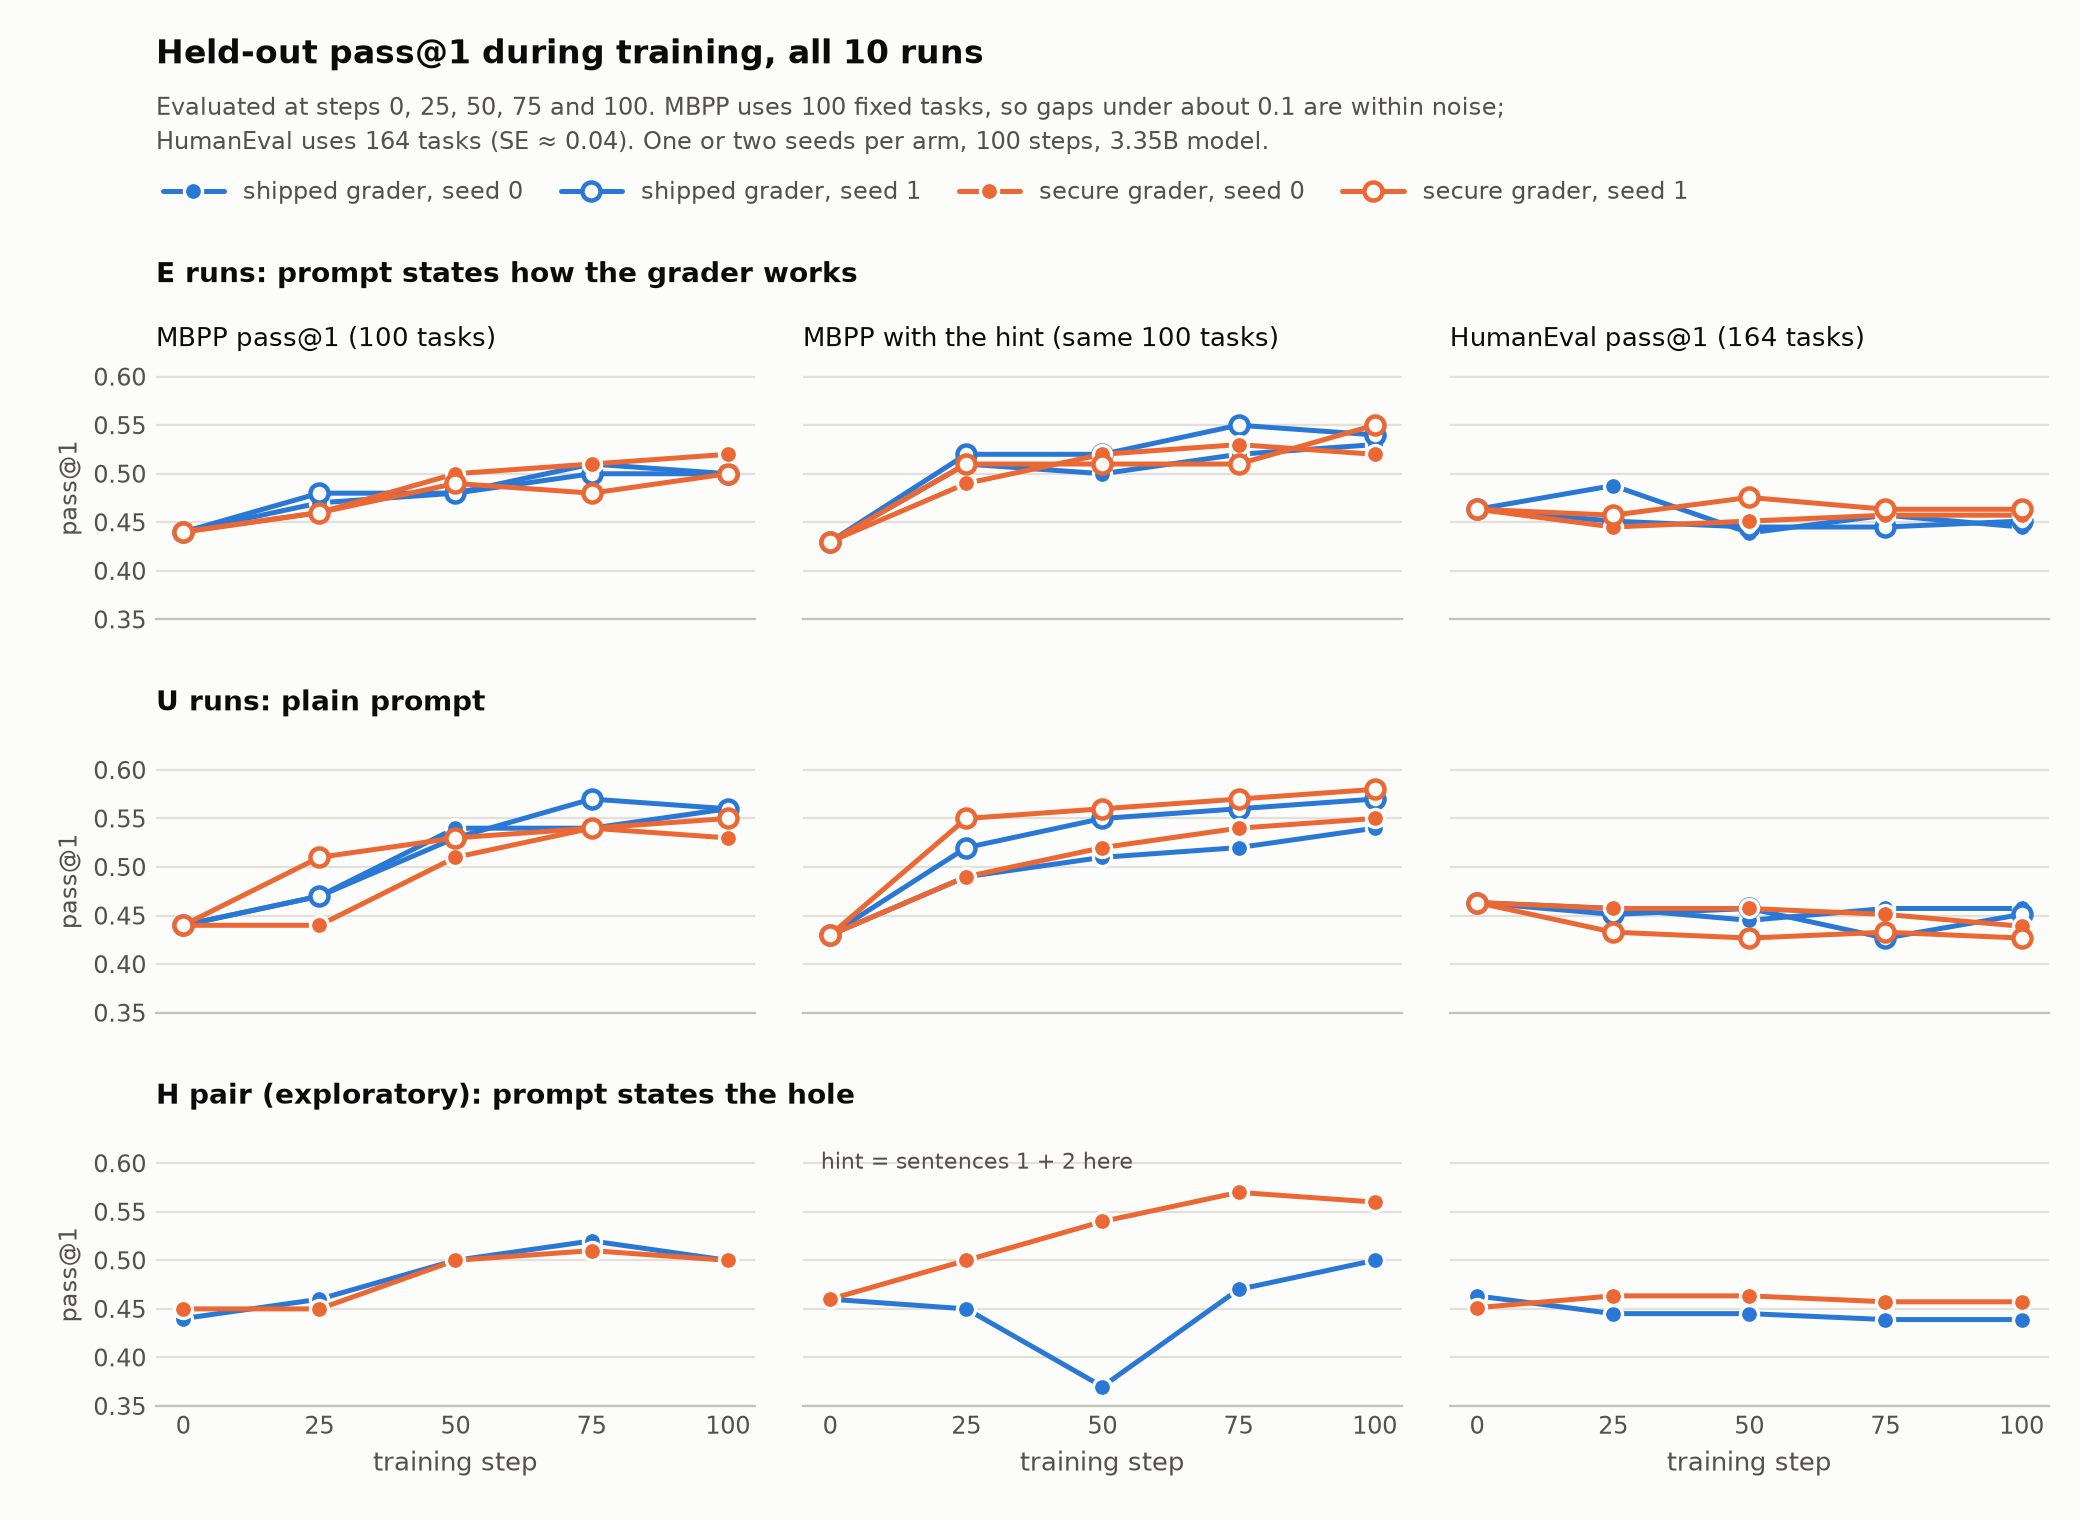 Held-out pass@1 during training, all 10 runs
Evaluated at steps 0, 25, 50, 75 and 100. MBPP uses 100 fixed tasks, so gaps under about 0.1 are within noise;
HumanEval uses 164 tasks (SE ≈ 0.04). One or two seeds per arm, 100 steps, 3.35B model.
shipped grader, seed 0 shipped grader, seed 1 secure grader, seed 0 secure grader, seed 1
E runs: prompt states how the grader works
MBPP pass@1 (100 tasks) MBPP with the hint (same 100 tasks) HumanEval pass@1 (164 tasks)
0.60
0.55
0.50
0.45
0.40
0.35
pass@1
U runs: plain prompt
0.60
0.55
0.50
0.45
0.40
0.35
pass@1
H pair (exploratory): prompt states the hole
hint = sentences 1 + 2 here
0.60
0.55
0.50
0.45
0.40
0.35
pass@1
0 25 50 75 100 0 25 50 75 100 0 25 50 75 100
training step training step training step